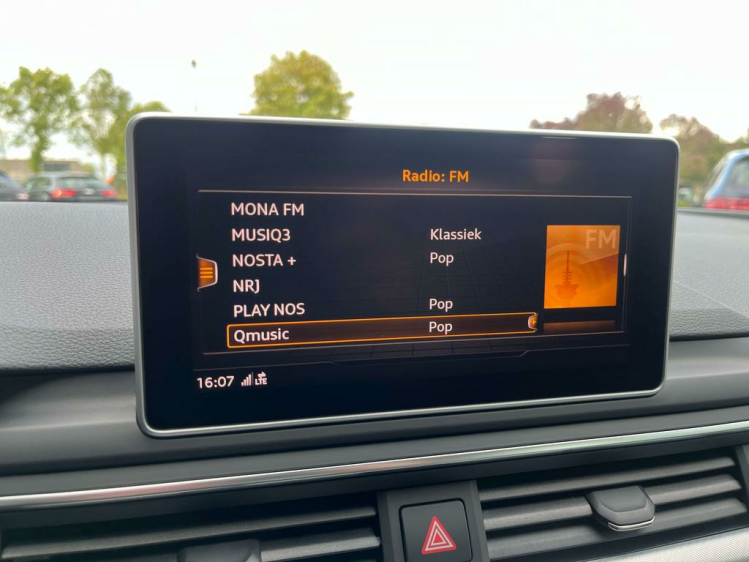 Radio: FM
MONA FM
MUSIQ3 Klassiek
NOSTA + Pop
NRJ
PLAY NOS Pop
Qmusic Pop
FM
16:07 LTE